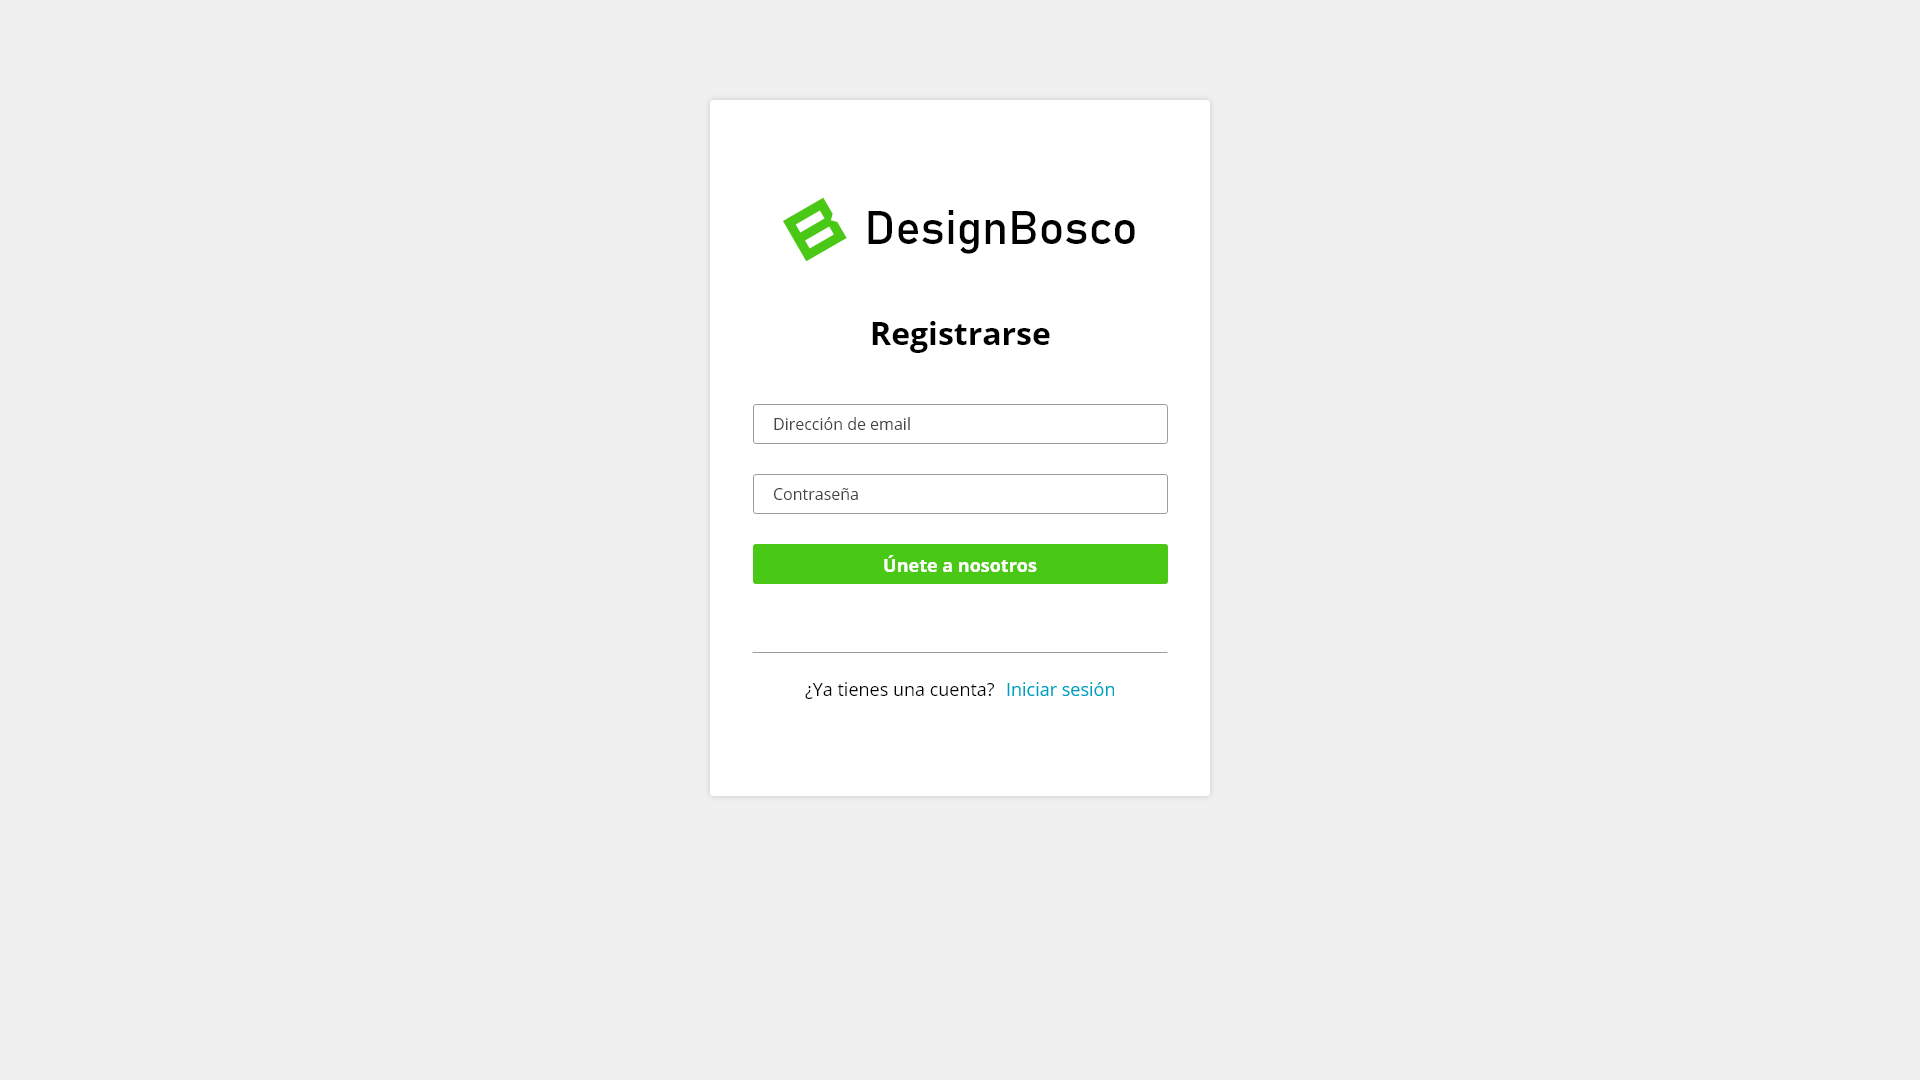 DesignBosco
Registrarse
Dirección de email
Contraseña
Únete a nosotros
¿Ya tienes una cuenta? Iniciar sesión